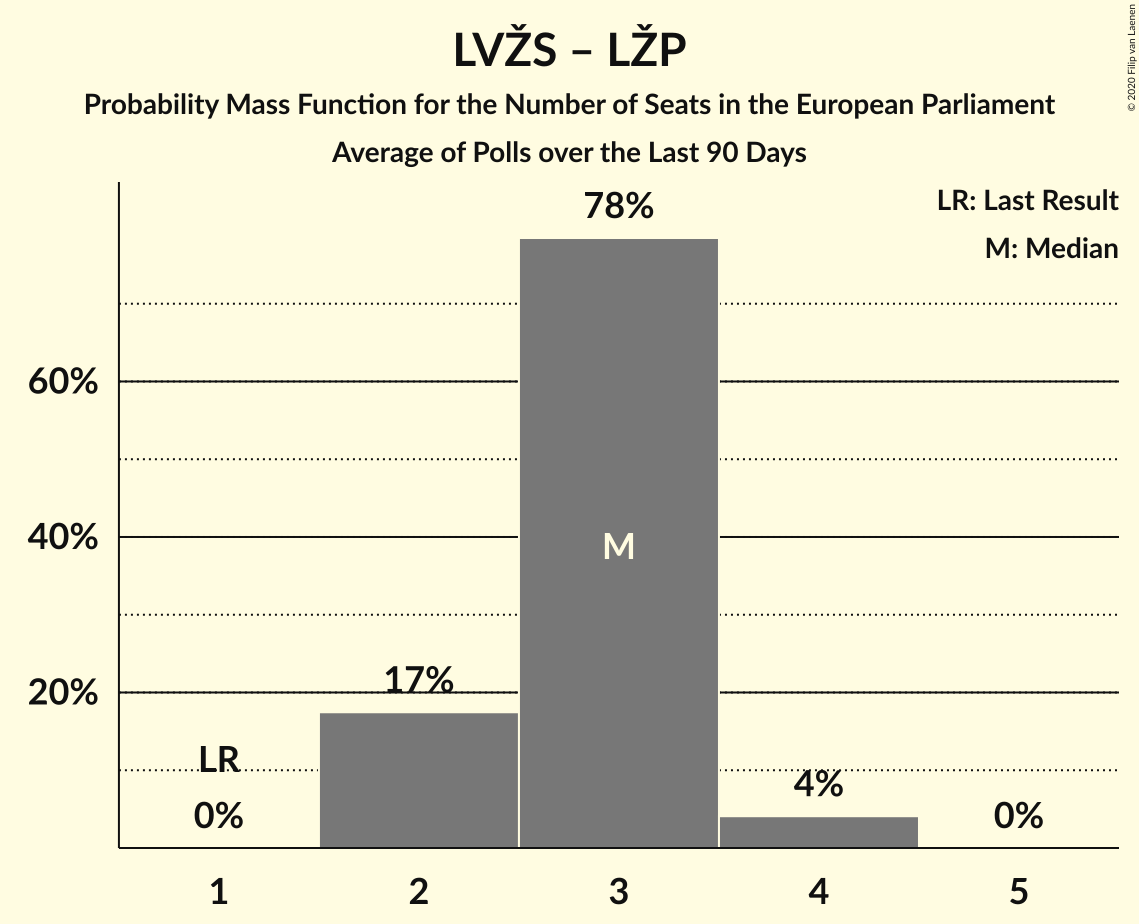 LVŽS – LŽP
Probability Mass Function for the Number of Seats in the European Parliament
Average of Polls over the Last 90 Days
© 2020 Filip van Laenen
LR: Last Result
M: Median
78%
60%
40%
M
20%
17%
LR
0%
4%
0%
1 2 3 4 5